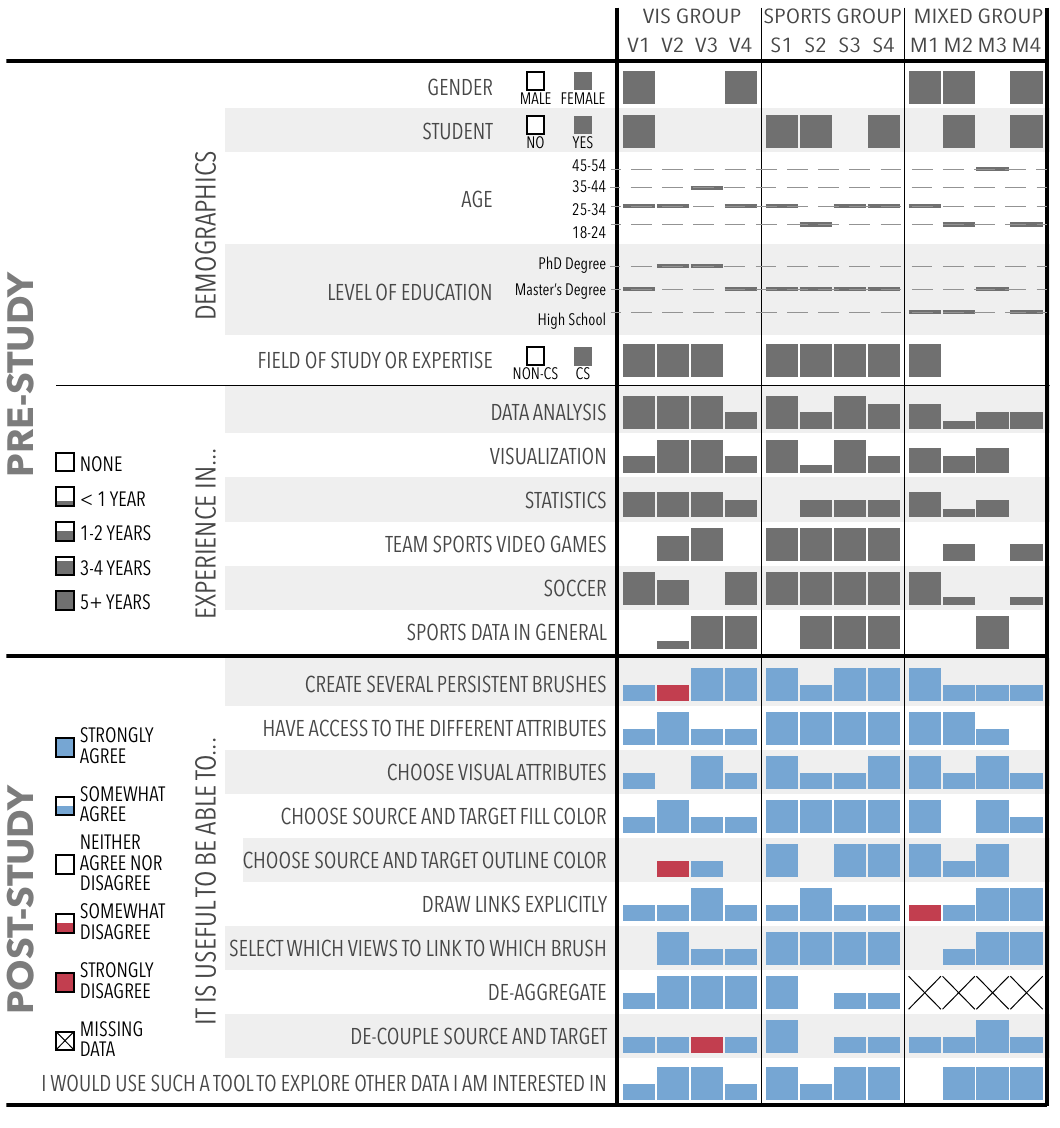 VIS GROUP SPORTS GROUP MIXED GROUP
V1 V2 V3 V4 S1 S2 S3 S4 M1 M2 M3 M4
PRE-STUDY
DEMOGRAPHICS
GENDER
MALE FEMALE
STUDENT
NO YES
AGE
45-54
35-44
25-34
18-24
LEVEL OF EDUCATION
PhD Degree
Master's Degree
High School
FIELD OF STUDY OR EXPERTISE
NON-CS CS
NONE
< 1 YEAR
1-2 YEARS
3-4 YEARS
5+ YEARS
EXPERIENCE IN...
DATA ANALYSIS
VISUALIZATION
STATISTICS
TEAM SPORTS VIDEO GAMES
SOCCER
SPORTS DATA IN GENERAL
POST-STUDY
STRONGLY
AGREE
SOMEWHAT
AGREE
NEITHER
AGREE NOR
DISAGREE
SOMEWHAT
DISAGREE
STRONGLY
DISAGREE
MISSING
DATA
IT IS USEFUL TO BE ABLE TO...
CREATE SEVERAL PERSISTENT BRUSHES
HAVE ACCESS TO THE DIFFERENT ATTRIBUTES
CHOOSE VISUAL ATTRIBUTES
CHOOSE SOURCE AND TARGET FILL COLOR
CHOOSE SOURCE AND TARGET OUTLINE COLOR
DRAW LINKS EXPLICITLY
SELECT WHICH VIEWS TO LINK TO WHICH BRUSH
DE-AGGREGATE
DE-COUPLE SOURCE AND TARGET
I WOULD USE SUCH A TOOL TO EXPLORE OTHER DATA I AM INTERESTED IN